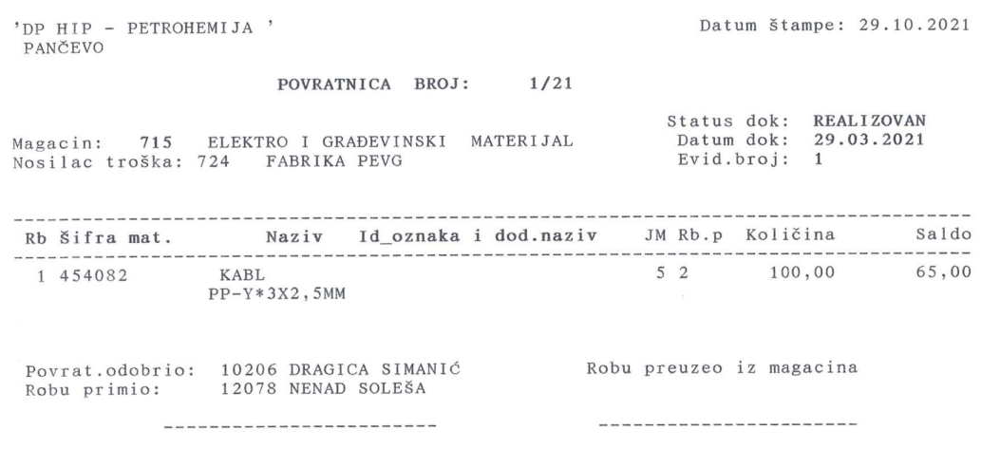 'DP HIP - PETROHEMIJA ' Datum štampe: 29.10.2021
PANČEVO
POVRATNICA BROJ: 1/21
Status dok: REALIZOVAN
Magacin: 715 ELEKTRO I GRAĐEVINSKI MATERIJAL Datum dok: 29.03.2021
Nosilac troška: 724 FABRIKA PEVG Evid.broj: 1
Rb Šifra mat. Naziv Id_oznaka i dod.naziv JM Rb.p Količina Saldo
1 454082 KABL 5 2 100,00 65,00
PP-Y*3X2,5MM
Povrat.odobrio: 10206 DRAGICA SIMANIĆ Robu preuzeo iz magacina
Robu primio: 12078 NENAD SOLEŠA